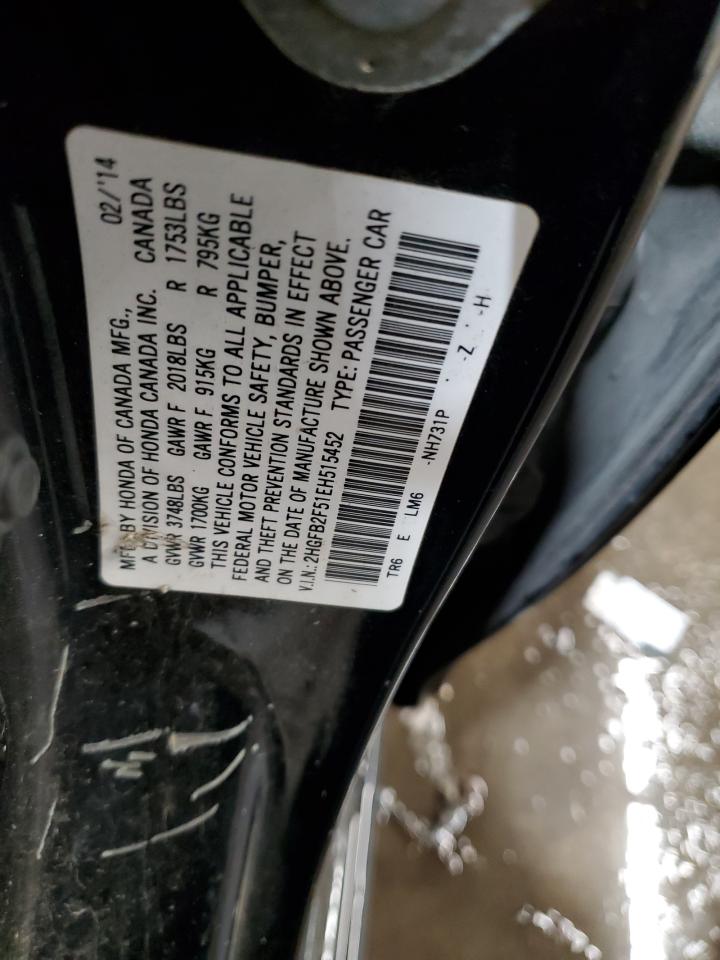 MFD. BY HONDA OF CANADA MFG., 02/'14
A DIVISION OF HONDA CANADA INC. CANADA
GVWR 3748LBS GAWR F 2018LBS R 1753LBS
GVWR 1700KG GAWR F 915KG R 795KG
THIS VEHICLE CONFORMS TO ALL APPLICABLE
FEDERAL MOTOR VEHICLE SAFETY, BUMPER,
AND THEFT PREVENTION STANDARDS IN EFFECT
ON THE DATE OF MANUFACTURE SHOWN ABOVE.
V.I.N.: 2HGFB2F51EH515452 TYPE: PASSENGER CAR
TR6 E LM6 -NH731P -Z -H